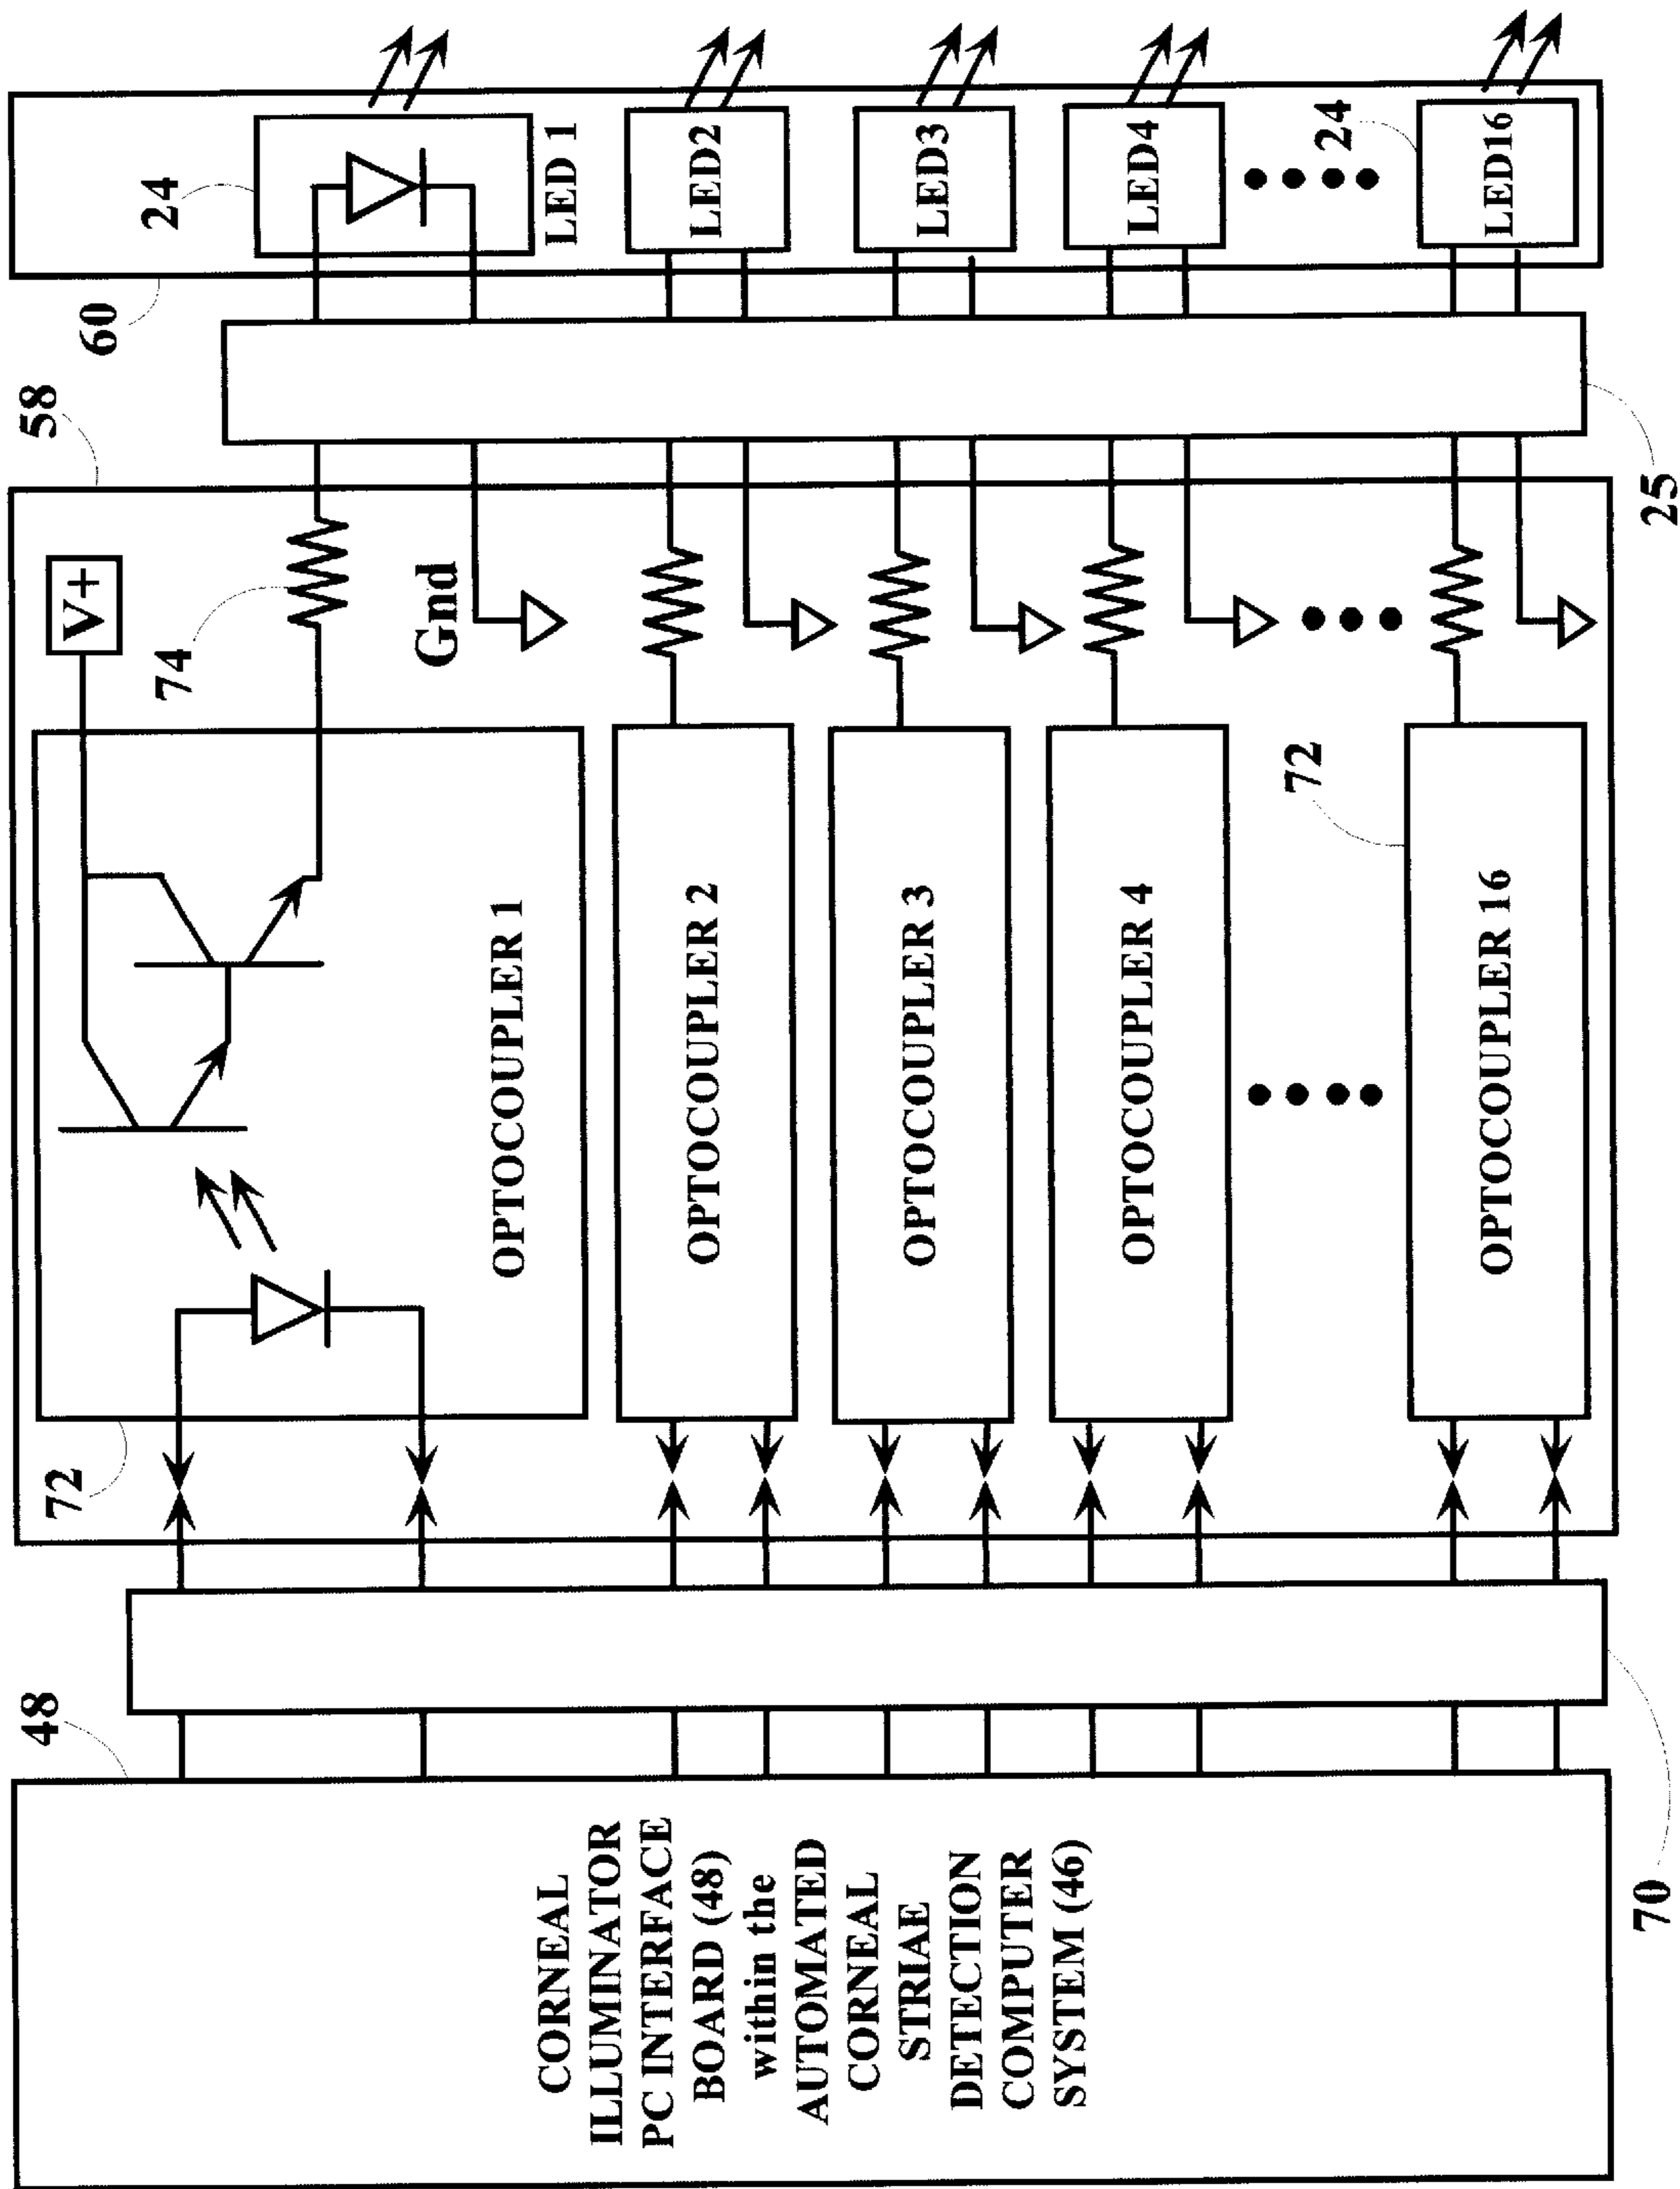 CORNEAL
ILLUMINATOR
PC INTERFACE
BOARD (48)
within the
AUTOMATED
CORNEAL
STRIAE
DETECTION
COMPUTER
SYSTEM (46)
48
70
72
OPTOCOUPLER 1
OPTOCOUPLER 2
OPTOCOUPLER 3
OPTOCOUPLER 4
OPTOCOUPLER 16
72
V+
74
Gnd
58
25
60
24
LED 1
LED2
LED3
LED4
24
LED16